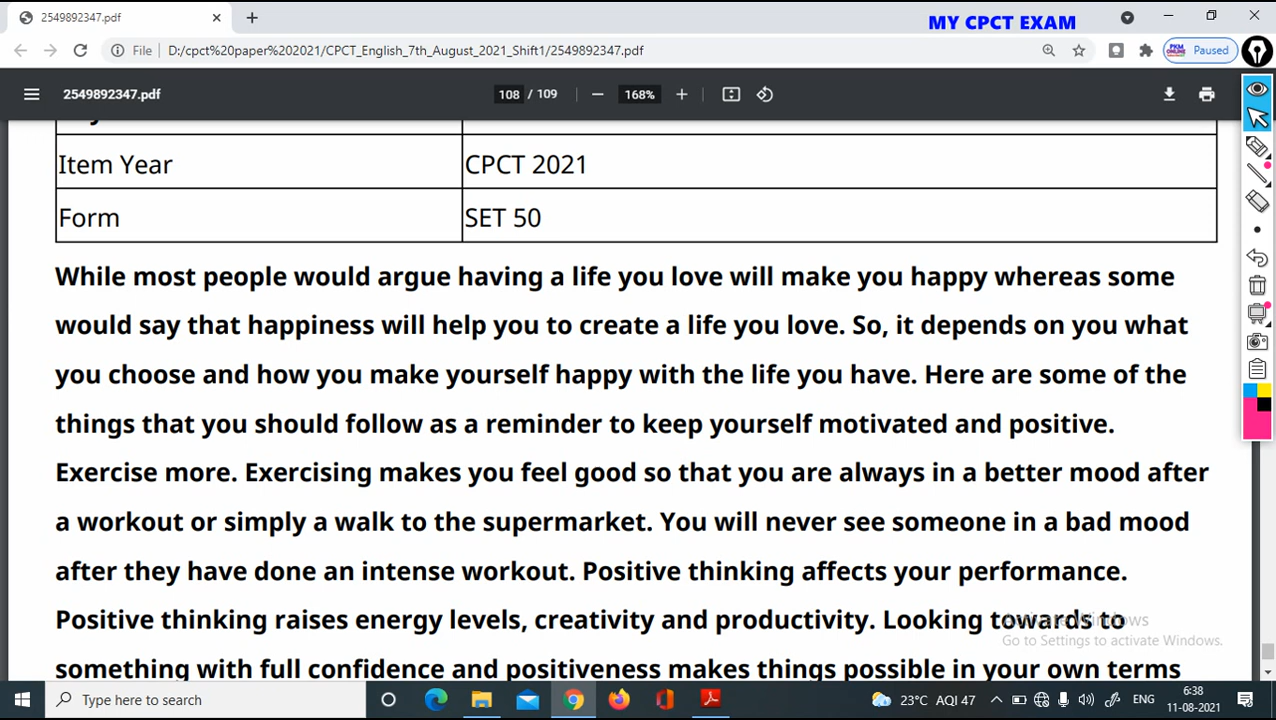 2549892347.pdf
MY CPCT EXAM
File
D:/cpct%20paper%202021/CPCT_English_7th_August_2021_Shift1/2549892347.pdf
Paused
2549892347.pdf
108 / 109
168%
Item Year CPCT 2021
Form SET 50
While most people would argue having a life you love will make you happy whereas some
would say that happiness will help you to create a life you love. So, it depends on you what
you choose and how you make yourself happy with the life you have. Here are some of the
things that you should follow as a reminder to keep yourself motivated and positive.
Exercise more. Exercising makes you feel good so that you are always in a better mood after
a workout or simply a walk to the supermarket. You will never see someone in a bad mood
after they have done an intense workout. Positive thinking affects your performance.
Positive thinking raises energy levels, creativity and productivity. Looking towards to
something with full confidence and positiveness makes things possible in your own terms
Activate Windows
Go to Settings to activate Windows.
Type here to search
23°C AQI 47
ENG
6:38
11-08-2021